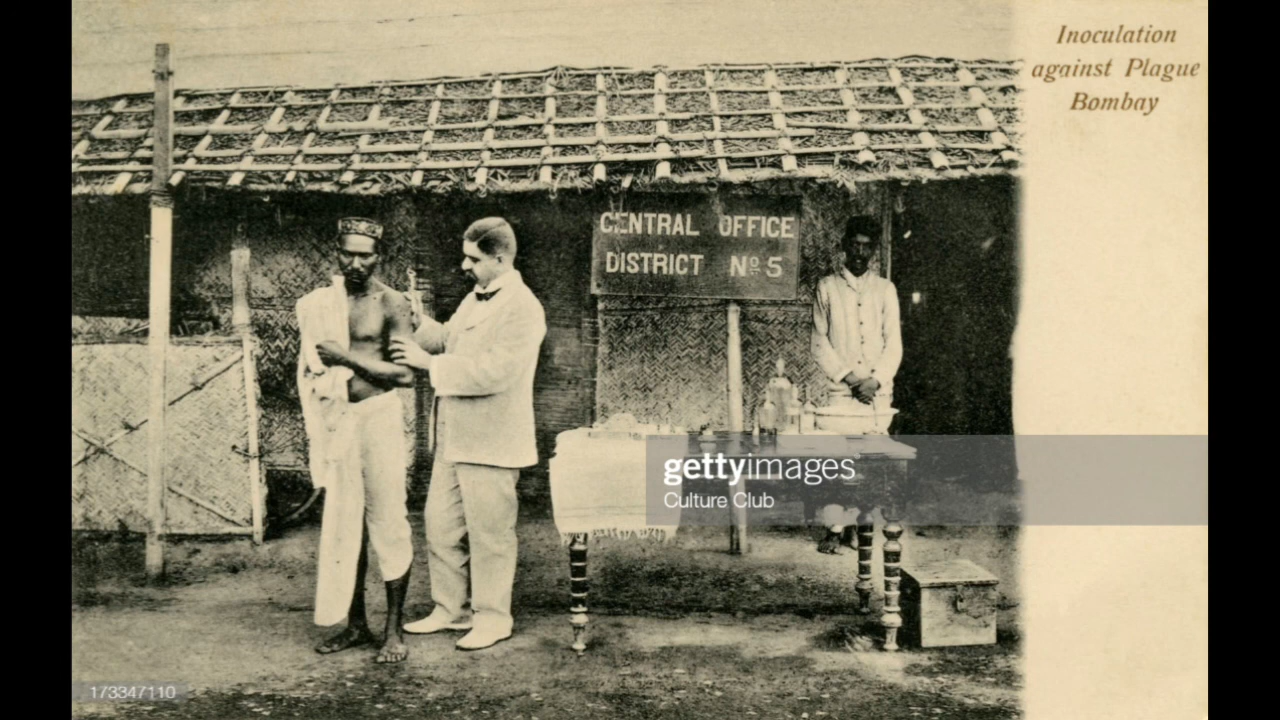 Inoculation
against Plague
Bombay
CENTRAL OFFICE
DISTRICT Nº 5
gettyimages
Culture Club
173347110